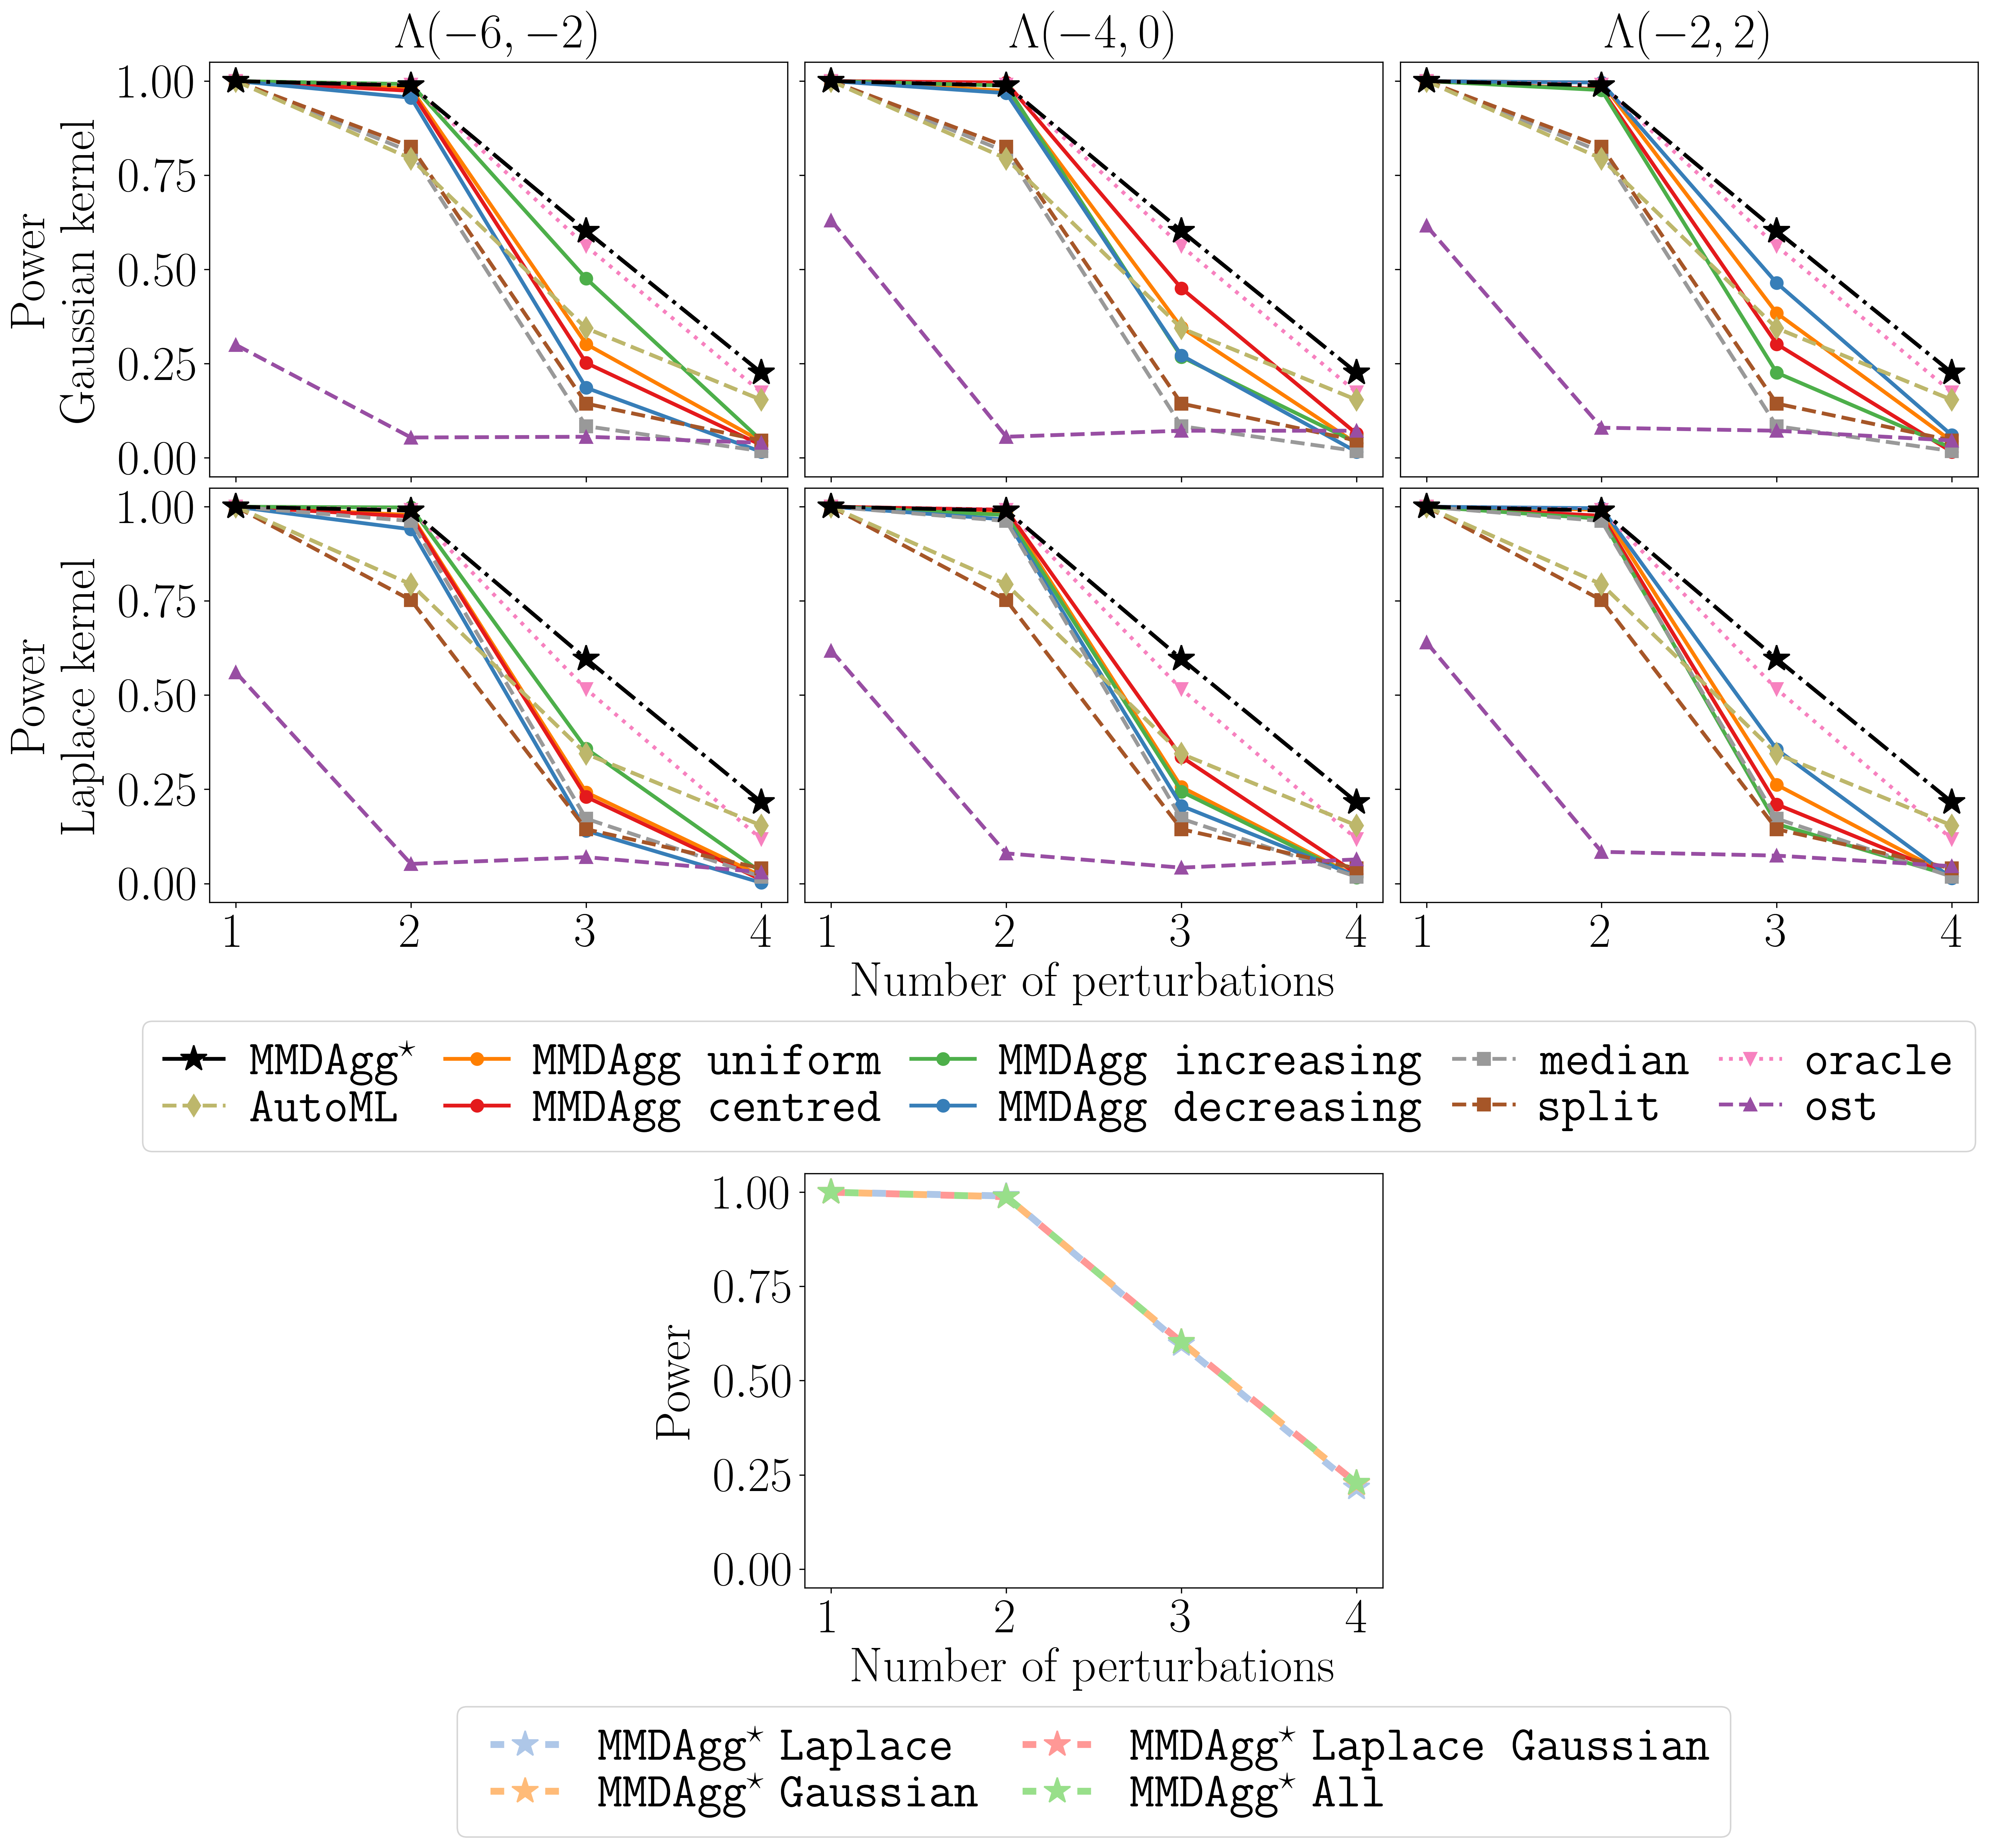 Λ(−6, −2)
Λ(−4, 0)
Λ(−2, 2)
Power
Gaussian kernel
1.00
0.75
0.50
0.25
0.00
Power
Laplace kernel
1.00
0.75
0.50
0.25
0.00
1 2 3 4
1 2 3 4
1 2 3 4
Number of perturbations
MMDAgg⋆ MMDAgg uniform MMDAgg increasing median oracle
AutoML MMDAgg centred MMDAgg decreasing split ost
Power
1.00
0.75
0.50
0.25
0.00
1 2 3 4
Number of perturbations
MMDAgg⋆ Laplace MMDAgg⋆ Laplace Gaussian
MMDAgg⋆ Gaussian MMDAgg⋆ All